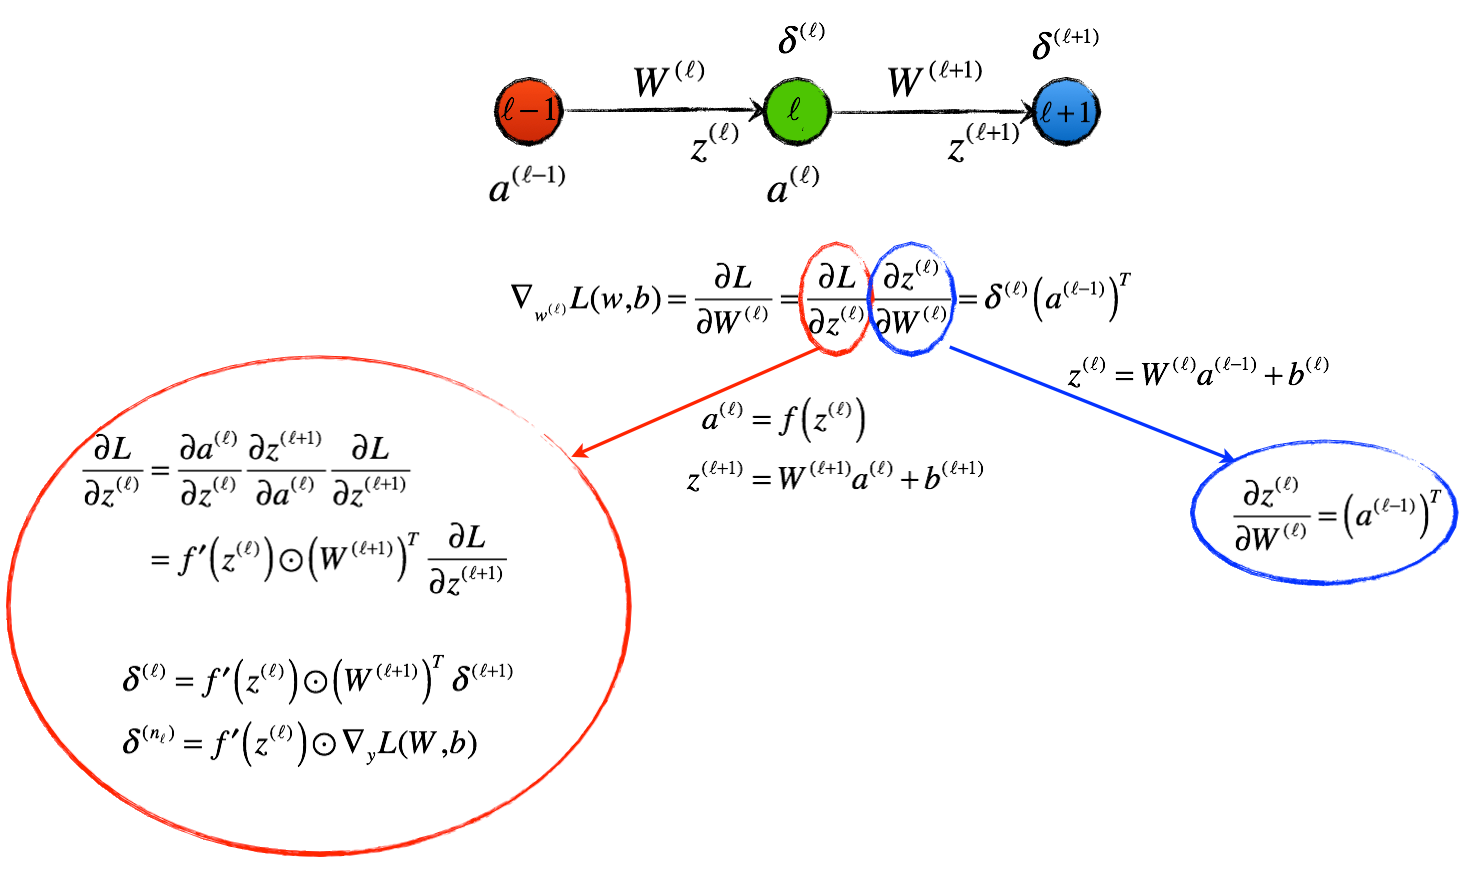 δ^(ℓ) δ^(ℓ+1)
W^(ℓ) W^(ℓ+1)
ℓ−1 ℓ ℓ+1
z^(ℓ) z^(ℓ+1)
a^(ℓ−1) a^(ℓ)
∇_w^(ℓ) L(w,b) = ∂L/∂W^(ℓ) = ∂L/∂z^(ℓ) ∂z^(ℓ)/∂W^(ℓ) = δ^(ℓ) (a^(ℓ−1))^T
z^(ℓ) = W^(ℓ) a^(ℓ−1) + b^(ℓ)
a^(ℓ) = f(z^(ℓ))
z^(ℓ+1) = W^(ℓ+1) a^(ℓ) + b^(ℓ+1)
∂L/∂z^(ℓ) = ∂a^(ℓ)/∂z^(ℓ) ∂z^(ℓ+1)/∂a^(ℓ) ∂L/∂z^(ℓ+1)
= f′(z^(ℓ)) ⊙ (W^(ℓ+1))^T ∂L/∂z^(ℓ+1)
δ^(ℓ) = f′(z^(ℓ)) ⊙ (W^(ℓ+1))^T δ^(ℓ+1)
δ^(n_ℓ) = f′(z^(ℓ)) ⊙ ∇_y L(W,b)
∂z^(ℓ)/∂W^(ℓ) = (a^(ℓ−1))^T